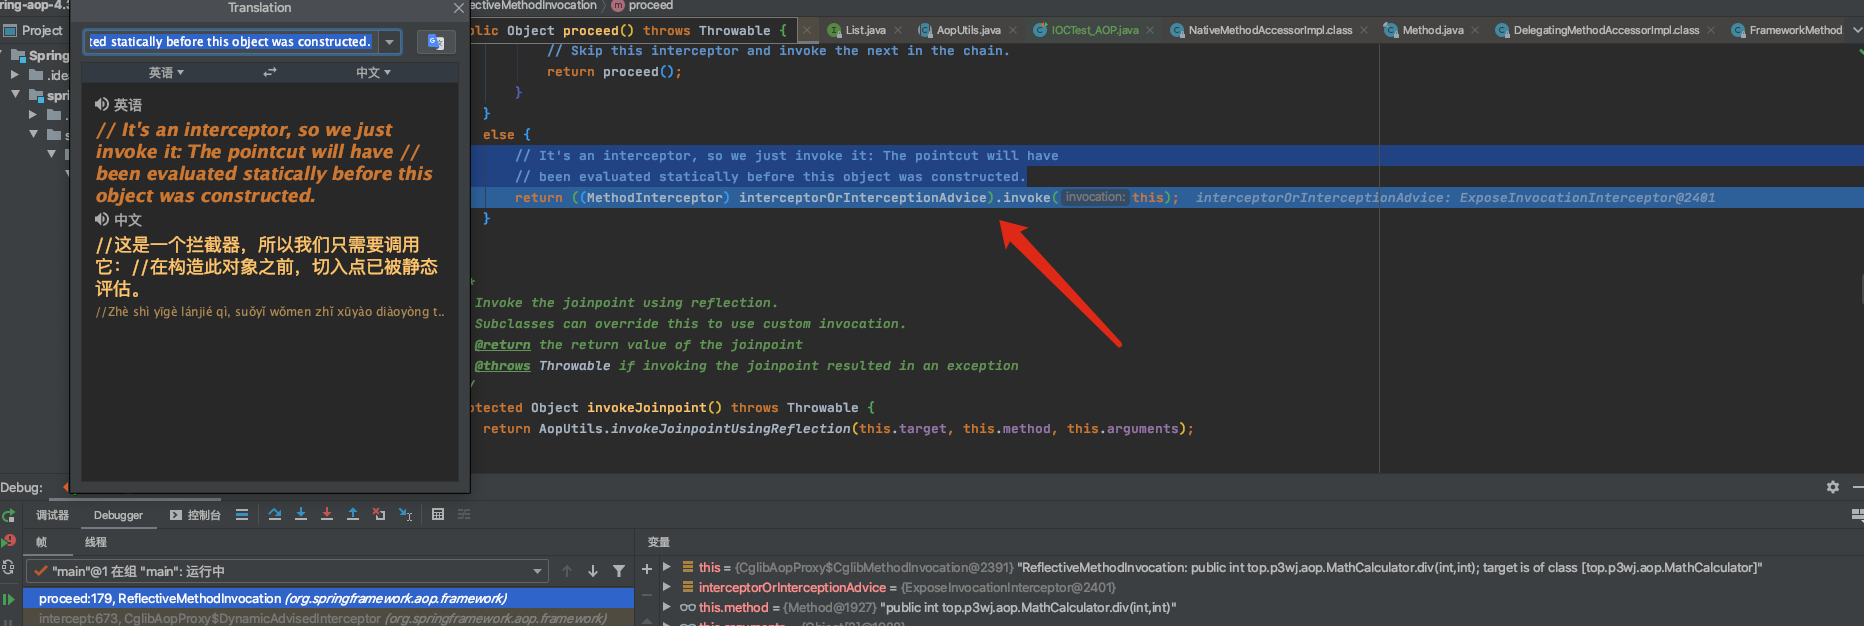 ring-aop-4.3
Translation
ectiveMethodInvocation
proceed
Project
ted statically before this object was constructed.
blic Object proceed() throws Throwable {
List.java
AopUtils.java
IOCTest_AOP.java
NativeMethodAccessorImpl.class
Method.java
DelegatingMethodAccessorImpl.class
FrameworkMethod
// Skip this interceptor and invoke the next in the chain.
return proceed();
}
}
else {
// It's an interceptor, so we just invoke it: The pointcut will have
// been evaluated statically before this object was constructed.
return ((MethodInterceptor) interceptorOrInterceptionAdvice).invoke( invocation: this); interceptorOrInterceptionAdvice: ExposeInvocationInterceptor@2401
}
Spring
.idea
spri
英语
中文
英语
// It's an interceptor, so we just
invoke it: The pointcut will have //
been evaluated statically before this
object was constructed.
中文
//这是一个拦截器，所以我们只需要调用
它：//在构造此对象之前，切入点已被静态
评估。
//Zhè shì yīgè lánjié qì, suǒyǐ wǒmen zhǐ xūyào diàoyòng t..
*
Invoke the joinpoint using reflection.
Subclasses can override this to use custom invocation.
@return the return value of the joinpoint
@throws Throwable if invoking the joinpoint resulted in an exception
/
otected Object invokeJoinpoint() throws Throwable {
return AopUtils.invokeJoinpointUsingReflection(this.target, this.method, this.arguments);
Debug:
调试器
Debugger
控制台
帧
线程
变量
"main"@1 在组 "main": 运行中
proceed:179, ReflectiveMethodInvocation (org.springframework.aop.framework)
intercept:673, CglibAopProxy$DynamicAdvisedInterceptor (org.springframework.aop.framework)
this = {CglibAopProxy$CglibMethodInvocation@2391} "ReflectiveMethodInvocation: public int top.p3wj.aop.MathCalculator.div(int,int); target is of class [top.p3wj.aop.MathCalculator]"
interceptorOrInterceptionAdvice = {ExposeInvocationInterceptor@2401}
this.method = {Method@1927} "public int top.p3wj.aop.MathCalculator.div(int,int)"